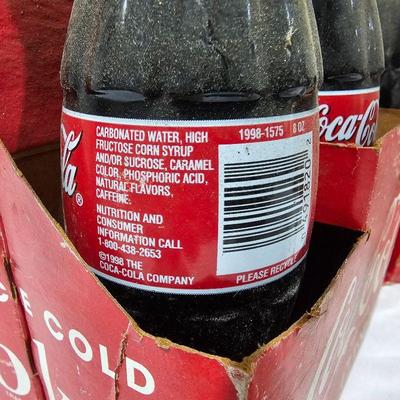 CARBONATED WATER, HIGH
FRUCTOSE CORN SYRUP
AND/OR SUCROSE, CARAMEL
COLOR, PHOSPHORIC ACID,
NATURAL FLAVORS,
CAFFEINE.
NUTRITION AND
CONSUMER
INFORMATION CALL
1-800-438-2653
©1998 THE
COCA-COLA COMPANY
1998-1575 8 OZ
PLEASE RECYCLE
®
Coca-Co
COLD